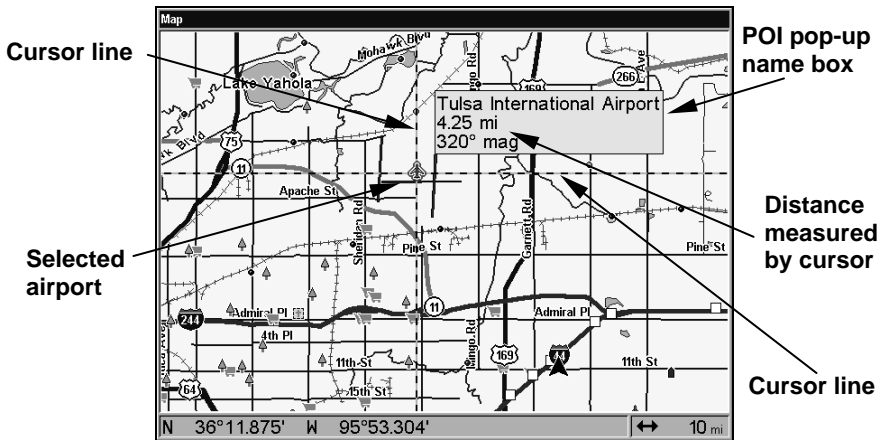 Map
Cursor line
POI pop-up
name box
Mohawk Blvd
Lake Yahola
169
266
Tulsa International Airport
4.25 mi
320° mag
75
11
Apache St
Sheridan Rd
Garnett Rd
Distance
measured
by cursor
Selected
airport
Pine St
Pine St
11
244
Admiral Pl
Admiral Pl
4th Pl
Mingo Rd
169
44
11th St
11th St
15th St
64
Cursor line
N 36°11.875' W 95°53.304'
↔ 10 mi